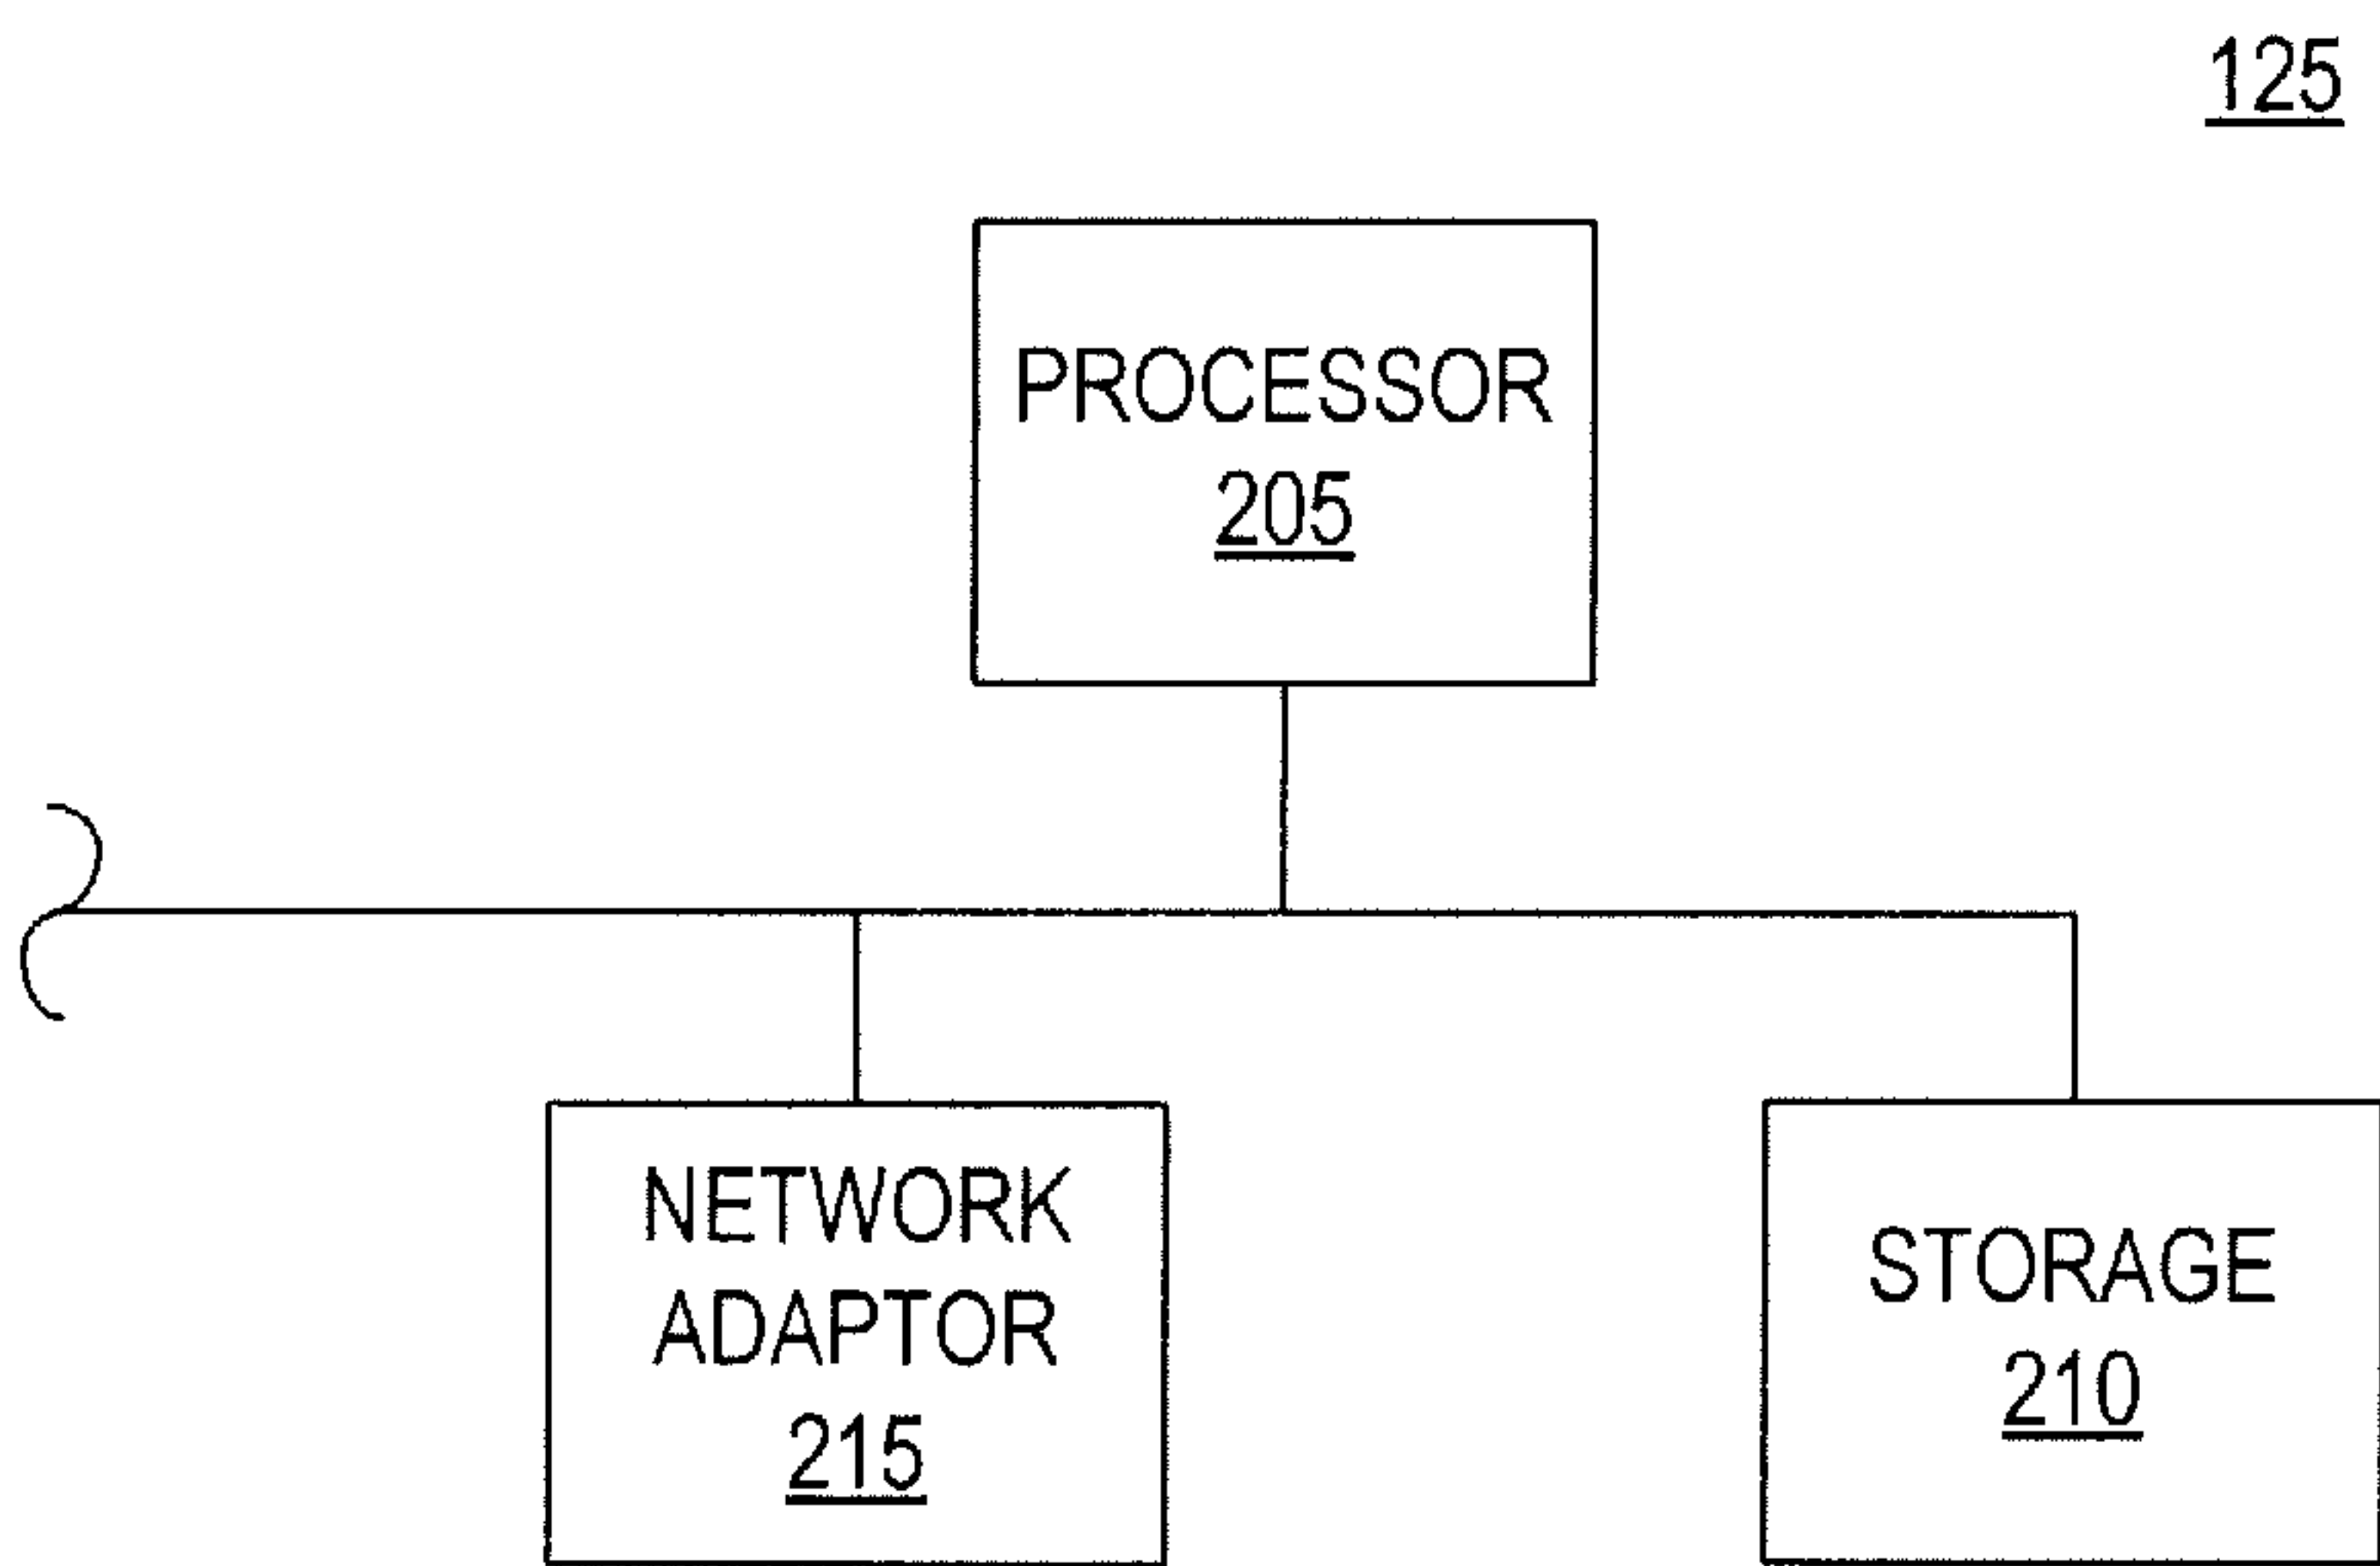 125
PROCESSOR
205
NETWORK
ADAPTOR
215
STORAGE
210